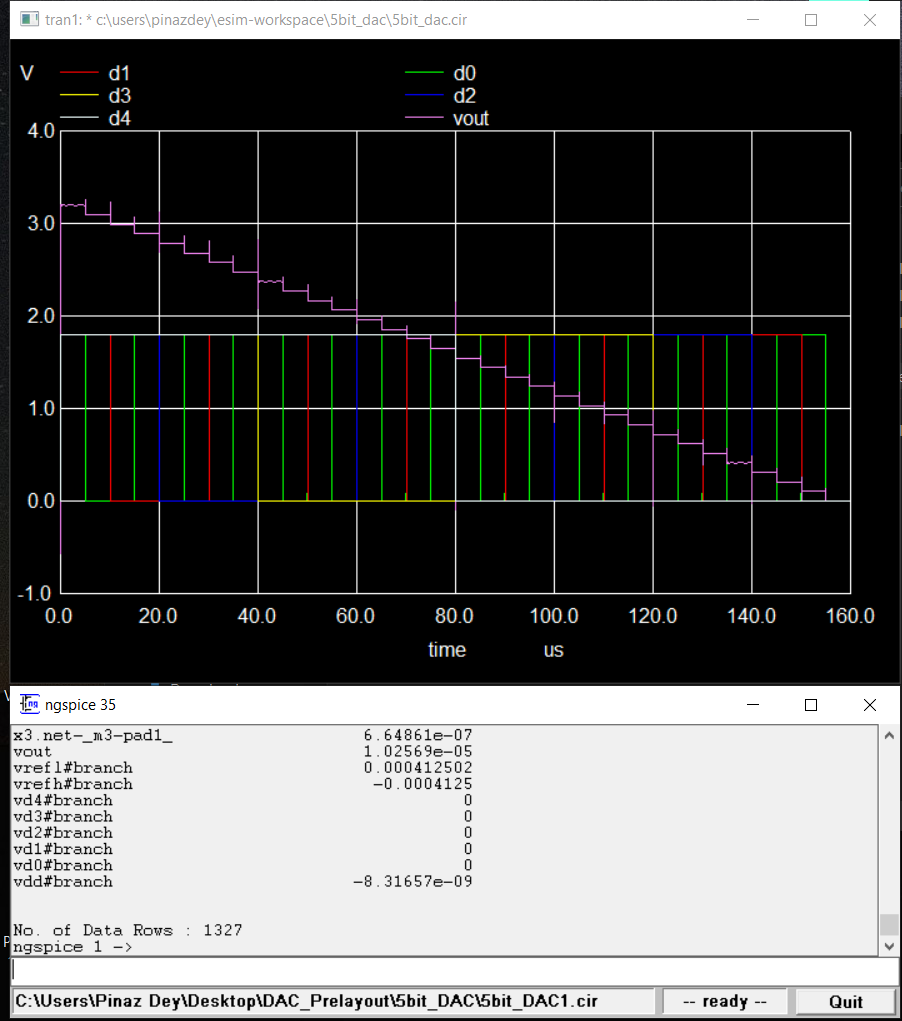 tran1: * c:\users\pinazdey\esim-workspace\5bit_dac\5bit_dac.cir
V d1 d0
d3 d2
d4 vout
4.0
3.0
2.0
1.0
0.0
-1.0
0.0 20.0 40.0 60.0 80.0 100.0 120.0 140.0 160.0
time us
ngspice 35
x3.net-_m3-pad1_ 6.64861e-07
vout 1.02569e-05
vrefl#branch 0.000412502
vrefh#branch -0.0004125
vd4#branch 0
vd3#branch 0
vd2#branch 0
vd1#branch 0
vd0#branch 0
vdd#branch -8.31657e-09
No. of Data Rows : 1327
ngspice 1 ->
C:\Users\Pinaz Dey\Desktop\DAC_Prelayout\5bit_DAC\5bit_DAC1.cir -- ready -- Quit